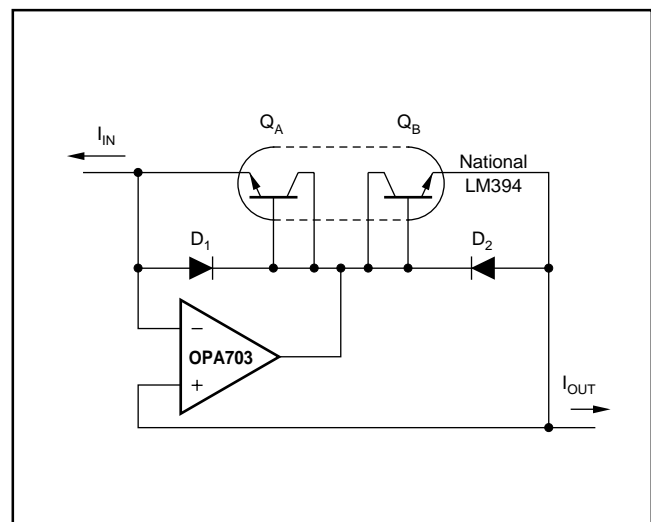 I_IN
Q_A Q_B
National
LM394
D_1 D_2
−
OPA703
+
I_OUT